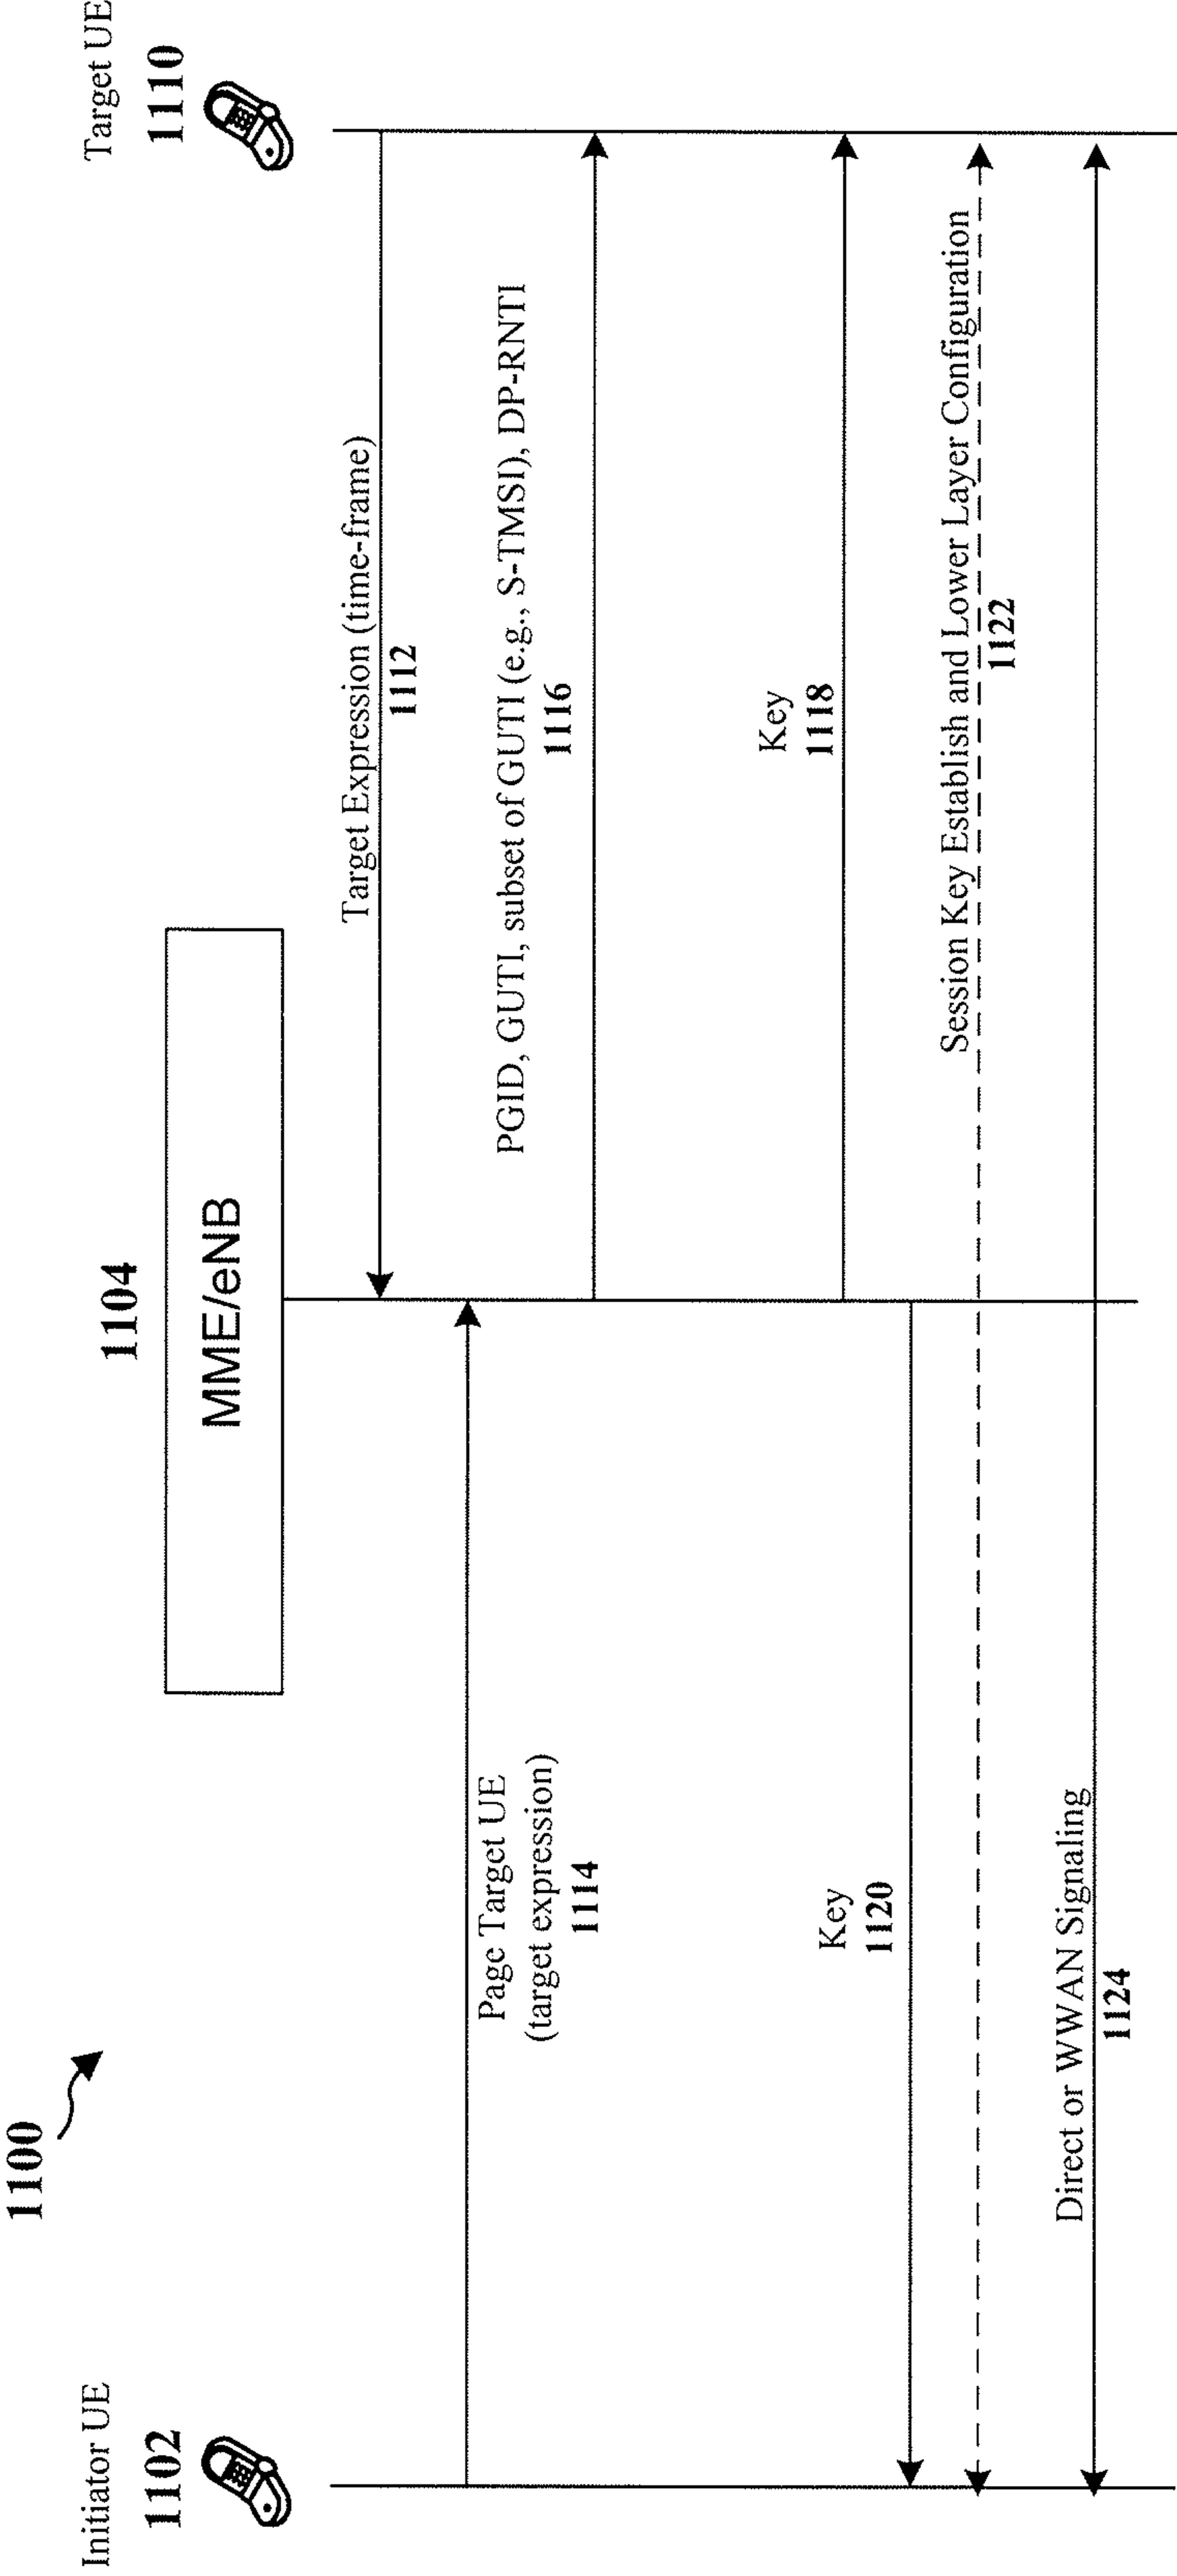 1100
Initiator UE
1102
1104
MME/eNB
Target UE
1110
Target Expression (time-frame)
1112
Page Target UE
(target expression)
1114
PGID, GUTI, subset of GUTI (e.g., S-TMSI), DP-RNTI
1116
Key
1118
Key
1120
Session Key Establish and Lower Layer Configuration
1122
Direct or WWAN Signaling
1124